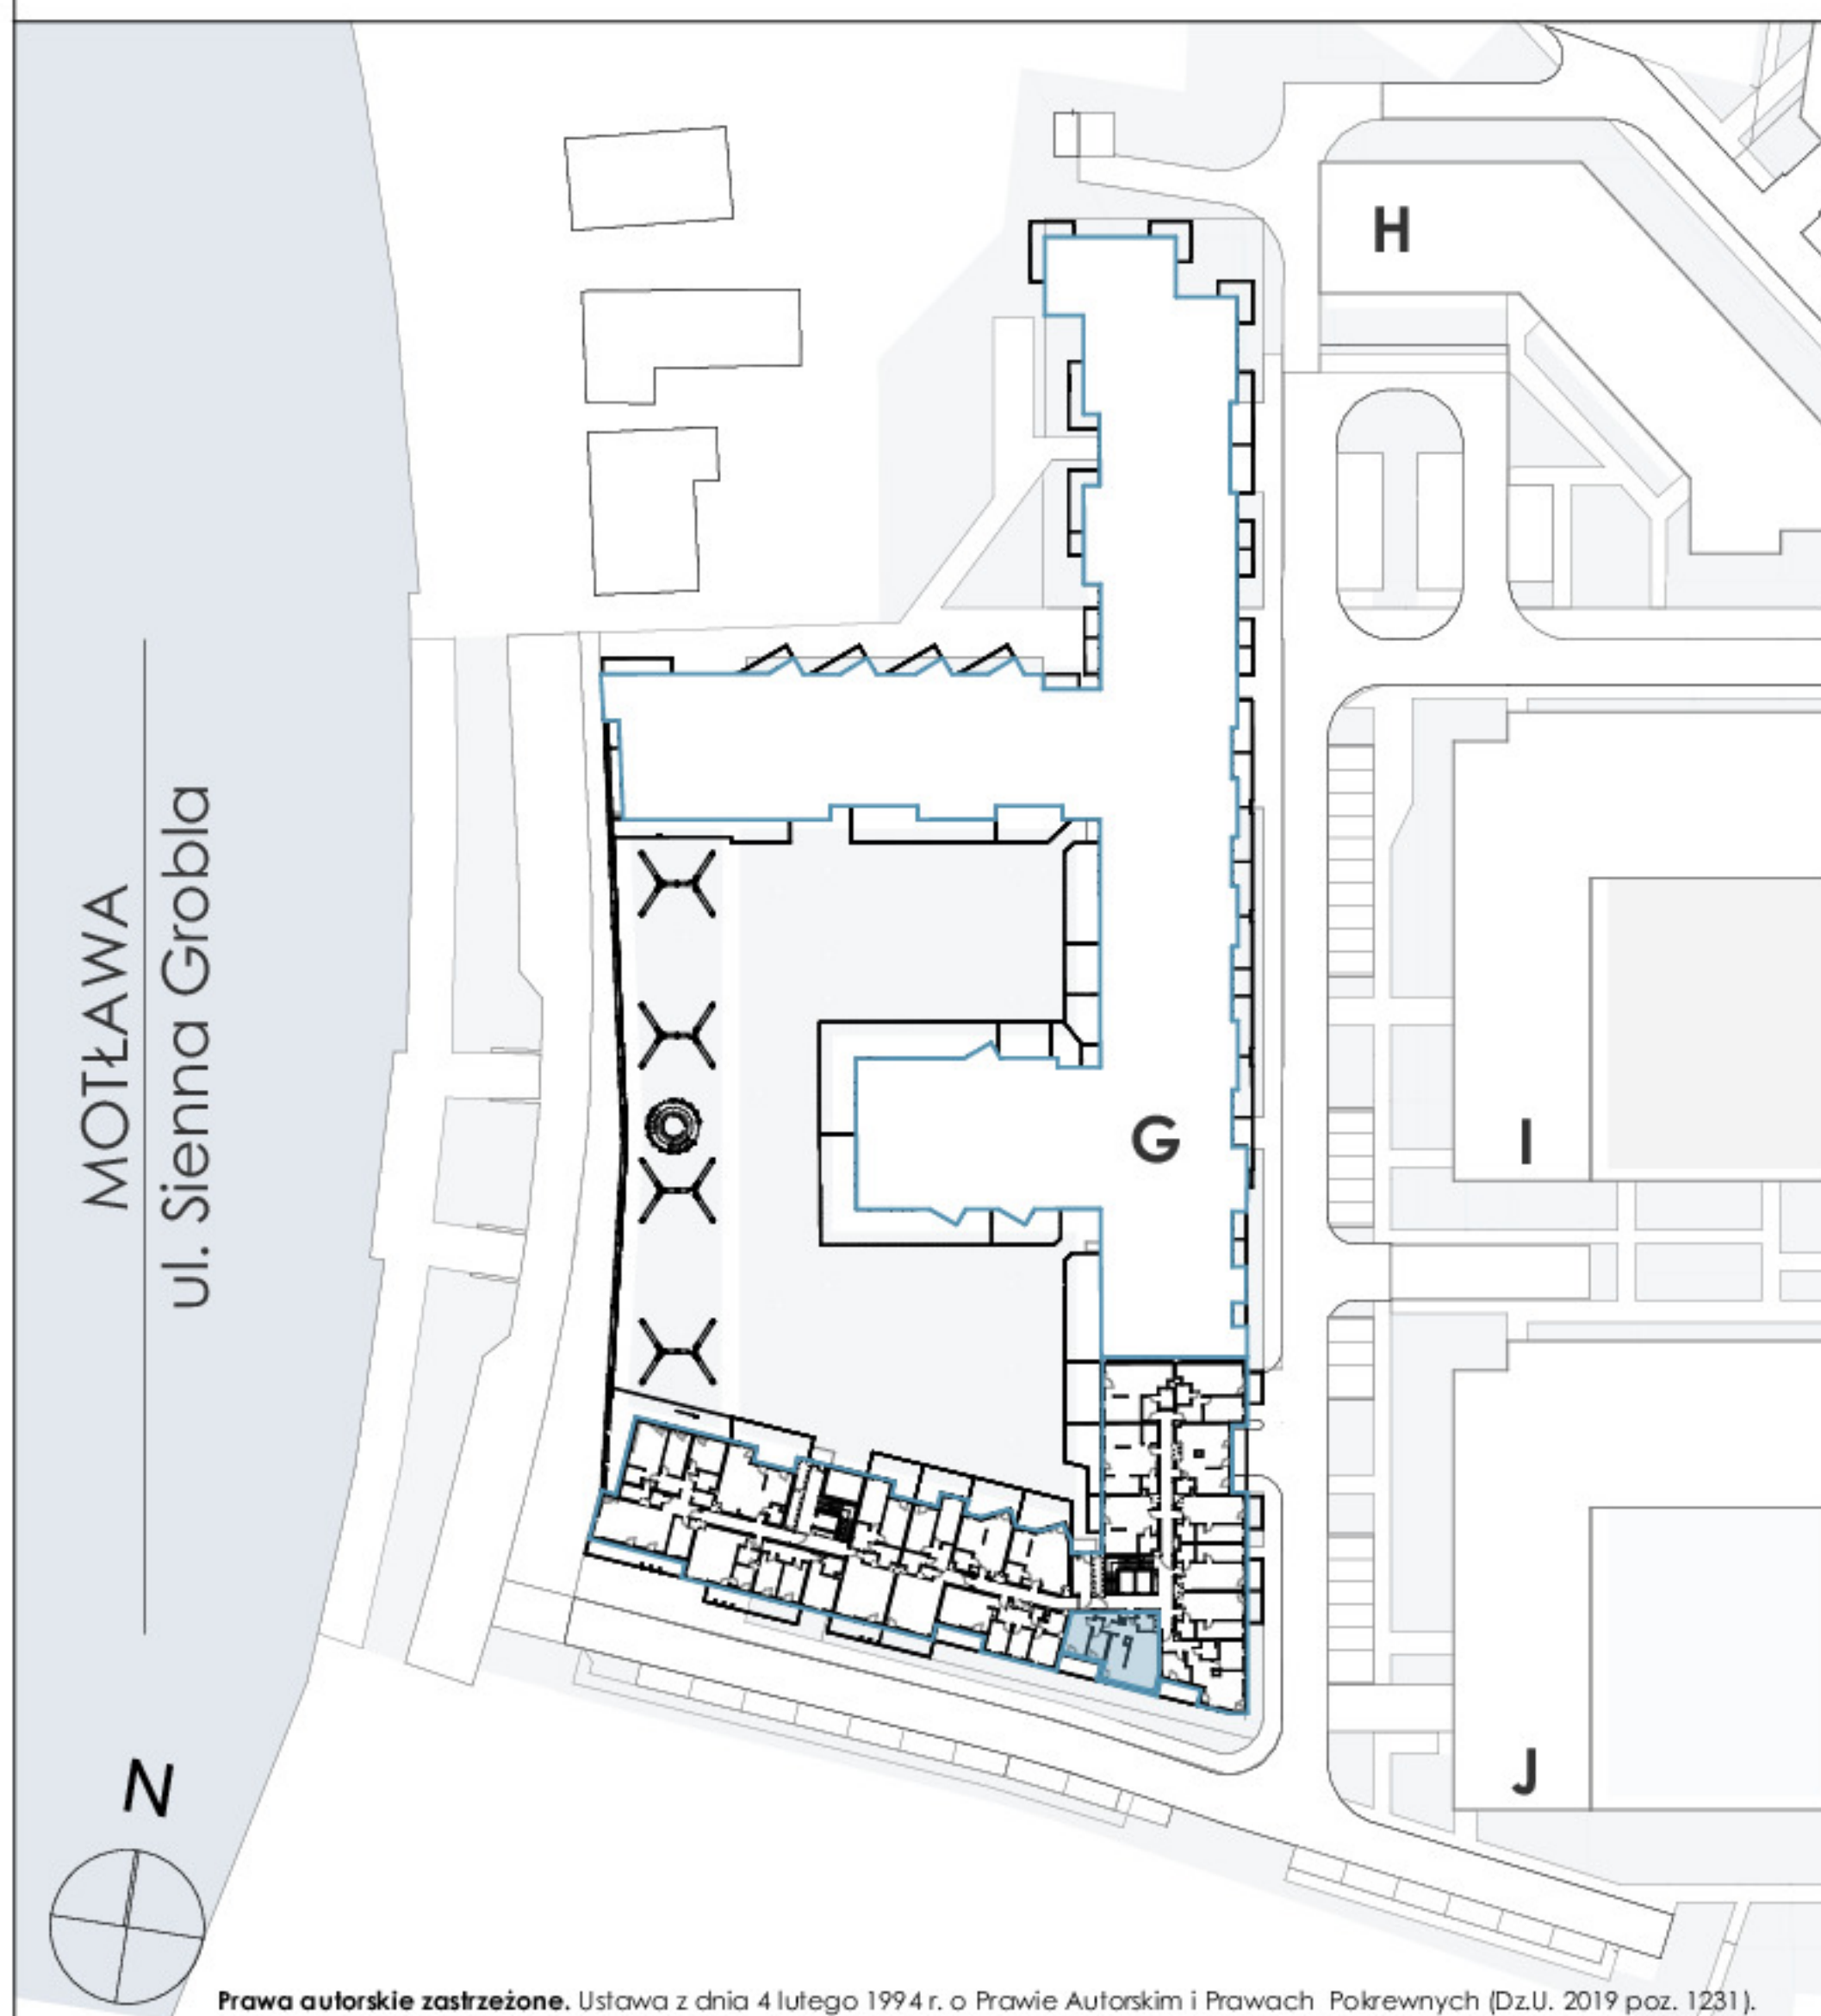 H
MOTŁAWA
ul. Sienna Grobla
G
I
J
N
Prawa autorskie zastrzeżone. Ustawa z dnia 4 lutego 1994 r. o Prawie Autorskim i Prawach Pokrewnych (Dz.U. 2019 poz. 1231).